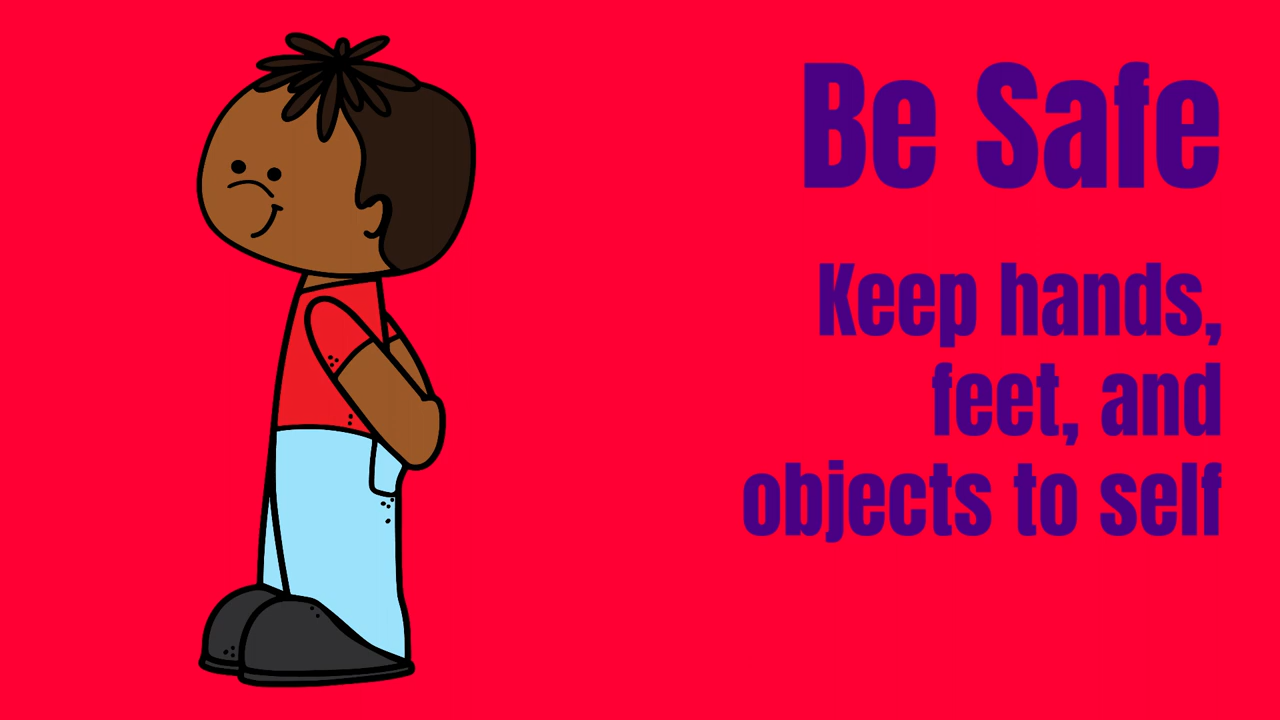 Be Safe
Keep hands,
feet, and
objects to self